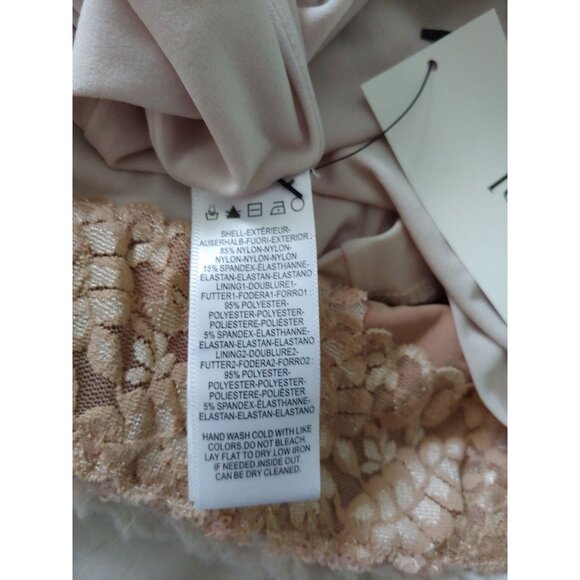 SHELL-EXTÉRIEUR-
AUßERHALB-FUORI-EXTERIOR :
85% NYLON-NYLON-
NYLON-NYLON-NYLON
15% SPANDEX-ÉLASTHANNE-
ELASTAN-ELASTAN-ELASTANO
LINING1-DOUBLURE1-
FUTTER1-FODERA1-FORRO1 :
95% POLYESTER-
POLYESTER-POLYESTER-
POLIESTERE-POLIÉSTER
5% SPANDEX-ÉLASTHANNE-
ELASTAN-ELASTAN-ELASTANO
LINING2-DOUBLURE2-
FUTTER2-FODERA2-FORRO2 :
95% POLYESTER-
POLYESTER-POLYESTER-
POLIESTERE-POLIÉSTER
5% SPANDEX-ÉLASTHANNE-
ELASTAN-ELASTAN-ELASTANO
HAND WASH COLD WITH LIKE
COLORS.DO NOT BLEACH.
LAY FLAT TO DRY.LOW IRON
IF NEEDED.INSIDE OUT.
CAN BE DRY CLEANED.